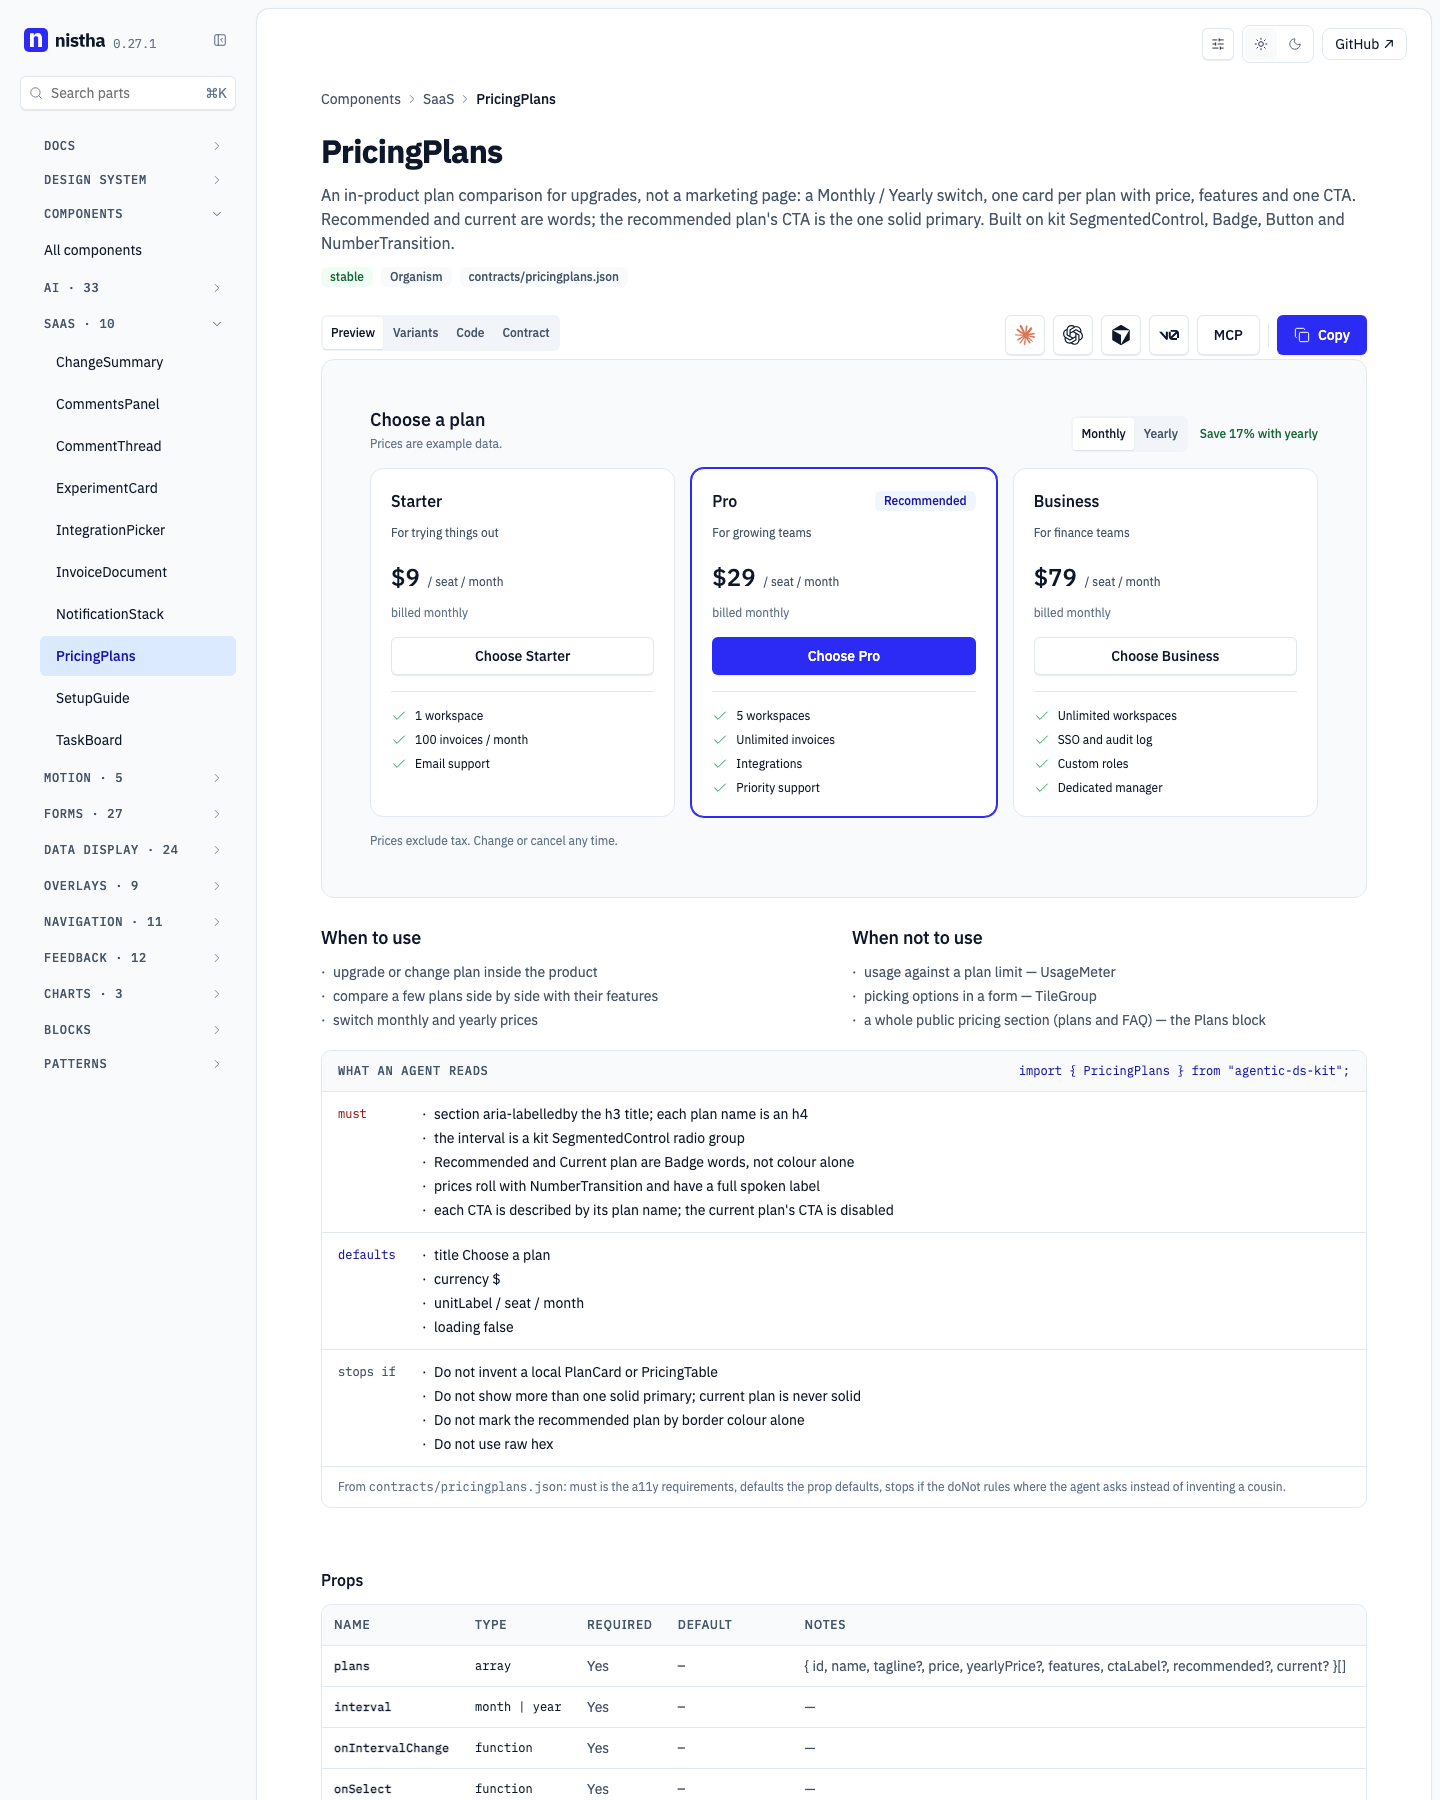 n nistha 0.27.1
Search parts ⌘K
DOCS
DESIGN SYSTEM
COMPONENTS
All components
AI · 33
SAAS · 10
ChangeSummary
CommentsPanel
CommentThread
ExperimentCard
IntegrationPicker
InvoiceDocument
NotificationStack
PricingPlans
SetupGuide
TaskBoard
MOTION · 5
FORMS · 27
DATA DISPLAY · 24
OVERLAYS · 9
NAVIGATION · 11
FEEDBACK · 12
CHARTS · 3
BLOCKS
PATTERNS
GitHub
Components SaaS PricingPlans
PricingPlans
An in-product plan comparison for upgrades, not a marketing page: a Monthly / Yearly switch, one card per plan with price, features and one CTA.
Recommended and current are words; the recommended plan's CTA is the one solid primary. Built on kit SegmentedControl, Badge, Button and
NumberTransition.
stable Organism contracts/pricingplans.json
Preview Variants Code Contract
v0 MCP Copy
Choose a plan
Prices are example data.
Monthly Yearly Save 17% with yearly
Starter
For trying things out
$9 / seat / month
billed monthly
Choose Starter
1 workspace
100 invoices / month
Email support
Pro Recommended
For growing teams
$29 / seat / month
billed monthly
Choose Pro
5 workspaces
Unlimited invoices
Integrations
Priority support
Business
For finance teams
$79 / seat / month
billed monthly
Choose Business
Unlimited workspaces
SSO and audit log
Custom roles
Dedicated manager
Prices exclude tax. Change or cancel any time.
When to use
· upgrade or change plan inside the product
· compare a few plans side by side with their features
· switch monthly and yearly prices
When not to use
· usage against a plan limit — UsageMeter
· picking options in a form — TileGroup
· a whole public pricing section (plans and FAQ) — the Plans block
WHAT AN AGENT READS import { PricingPlans } from "agentic-ds-kit";
must
· section aria-labelledby the h3 title; each plan name is an h4
· the interval is a kit SegmentedControl radio group
· Recommended and Current plan are Badge words, not colour alone
· prices roll with NumberTransition and have a full spoken label
· each CTA is described by its plan name; the current plan's CTA is disabled
defaults
· title Choose a plan
· currency $
· unitLabel / seat / month
· loading false
stops if
· Do not invent a local PlanCard or PricingTable
· Do not show more than one solid primary; current plan is never solid
· Do not mark the recommended plan by border colour alone
· Do not use raw hex
From contracts/pricingplans.json: must is the a11y requirements, defaults the prop defaults, stops if the doNot rules where the agent asks instead of inventing a cousin.
Props
NAME TYPE REQUIRED DEFAULT NOTES
plans array Yes — { id, name, tagline?, price, yearlyPrice?, features, ctaLabel?, recommended?, current? }[]
interval month | year Yes — —
onIntervalChange function Yes — —
onSelect function Yes — —